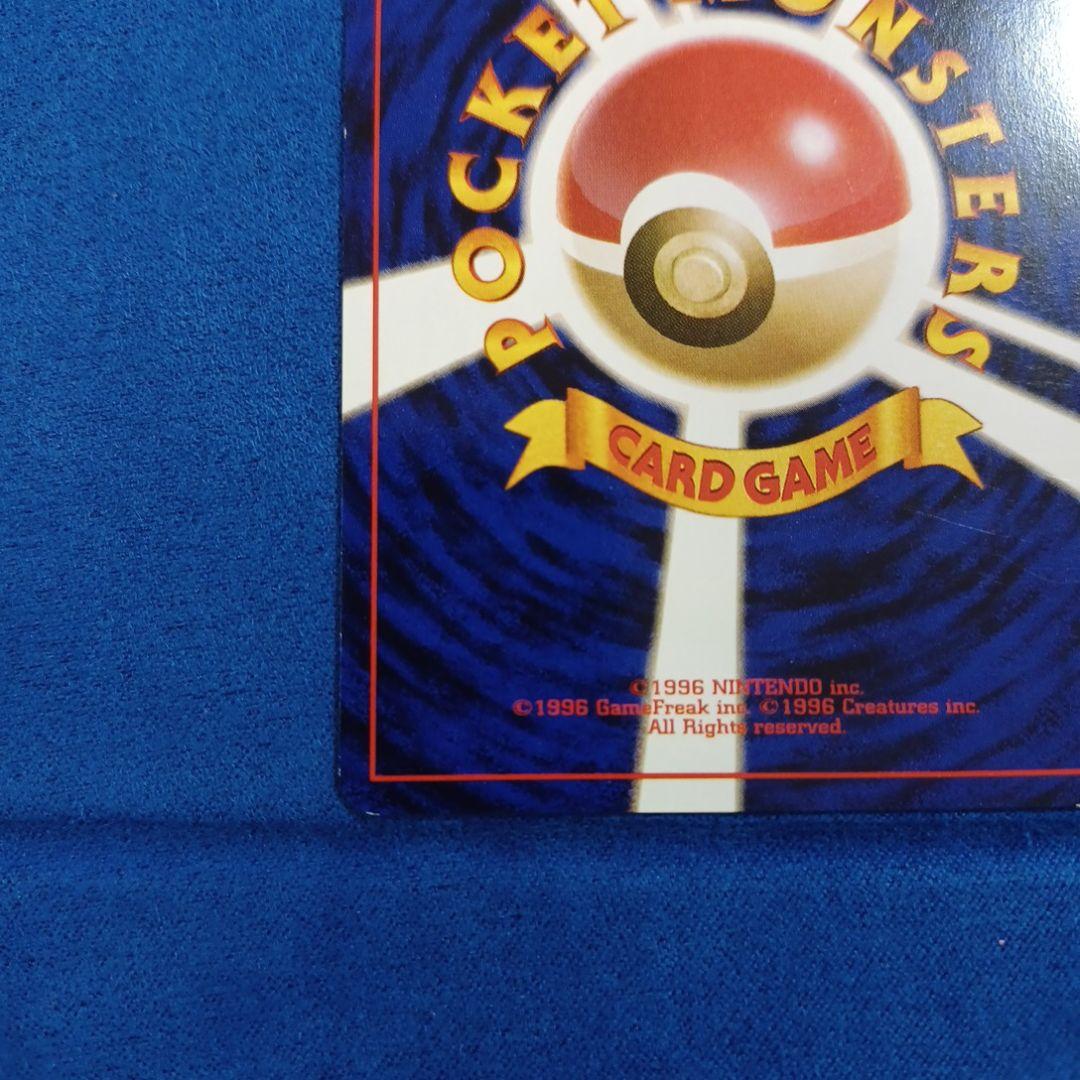 POCKET MONSTERS
CARD GAME
©1996 NINTENDO inc.
©1996 GameFreak inc. ©1996 Creatures inc.
All Rights reserved.